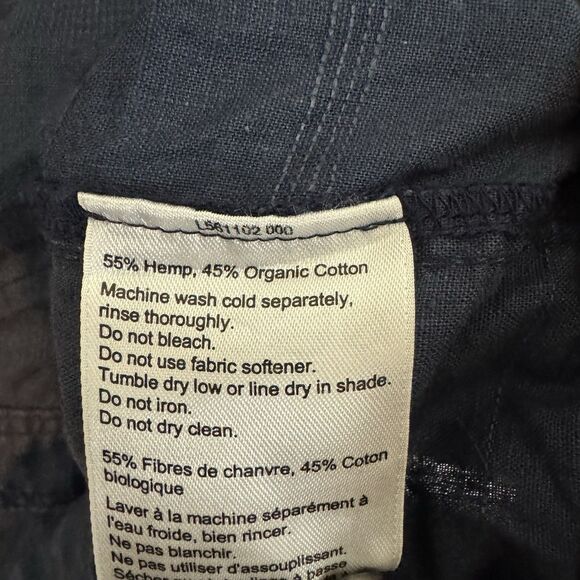 L561102 000
55% Hemp, 45% Organic Cotton
Machine wash cold separately,
rinse thoroughly.
Do not bleach.
Do not use fabric softener.
Tumble dry low or line dry in shade.
Do not iron.
Do not dry clean.
55% Fibres de chanvre, 45% Coton
biologique
Laver à la machine séparément à
l'eau froide, bien rincer.
Ne pas blanchir.
Ne pas utiliser d'assouplissant.